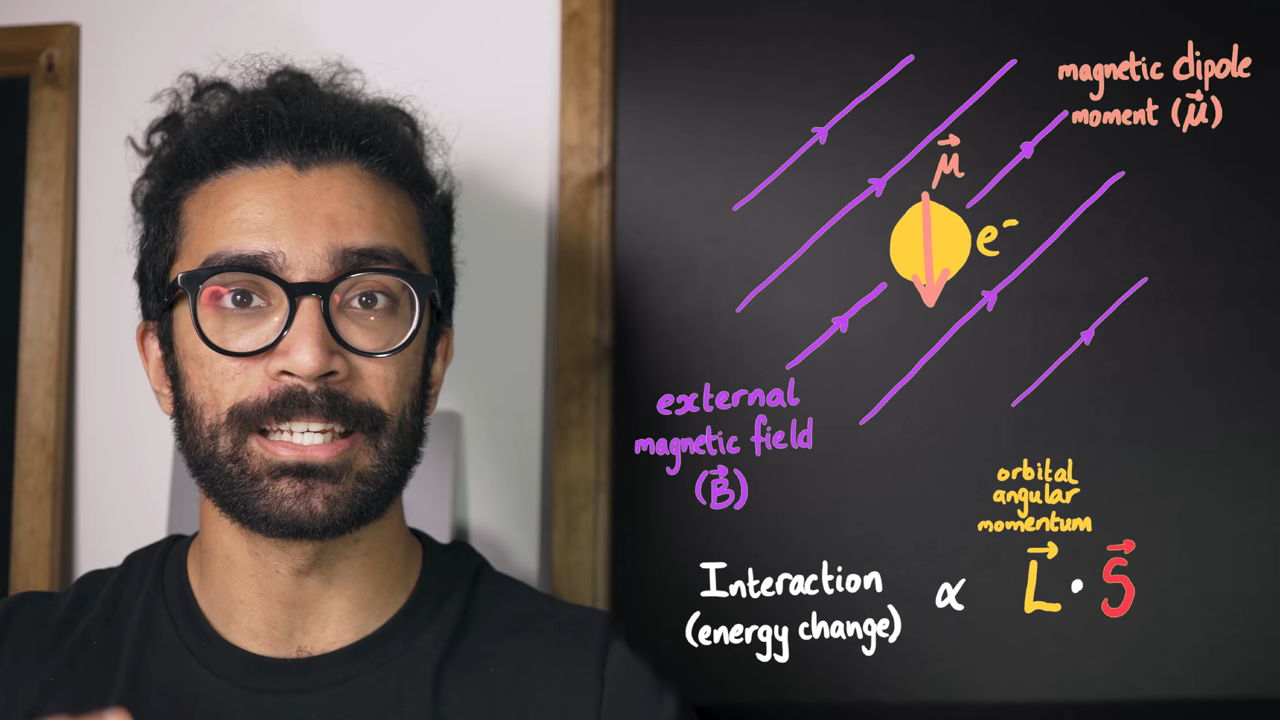 magnetic dipole
moment (μ⃗)
μ⃗
e⁻
external
magnetic field
(B⃗)
orbital
angular
momentum
Interaction
(energy change)
∝ L⃗ · S⃗